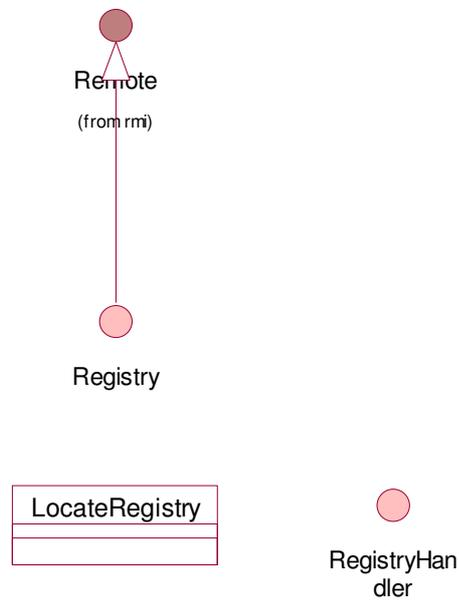 Remote
(from rmi)
Registry
LocateRegistry
RegistryHan
dler